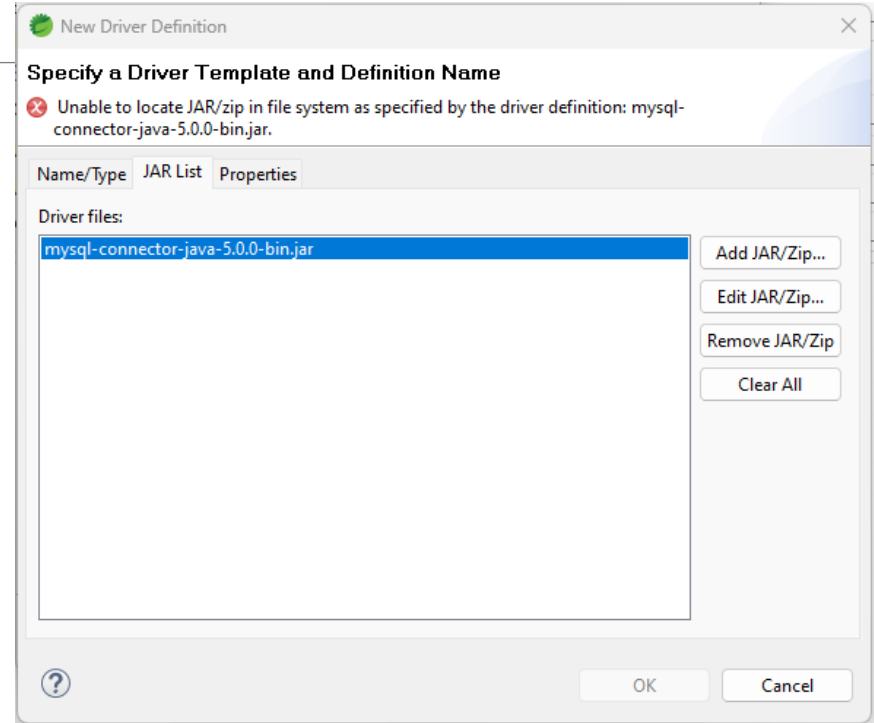 New Driver Definition
Specify a Driver Template and Definition Name
Unable to locate JAR/zip in file system as specified by the driver definition: mysql-
connector-java-5.0.0-bin.jar.
Name/Type JAR List Properties
Driver files:
mysql-connector-java-5.0.0-bin.jar
Add JAR/Zip...
Edit JAR/Zip...
Remove JAR/Zip
Clear All
?
OK Cancel